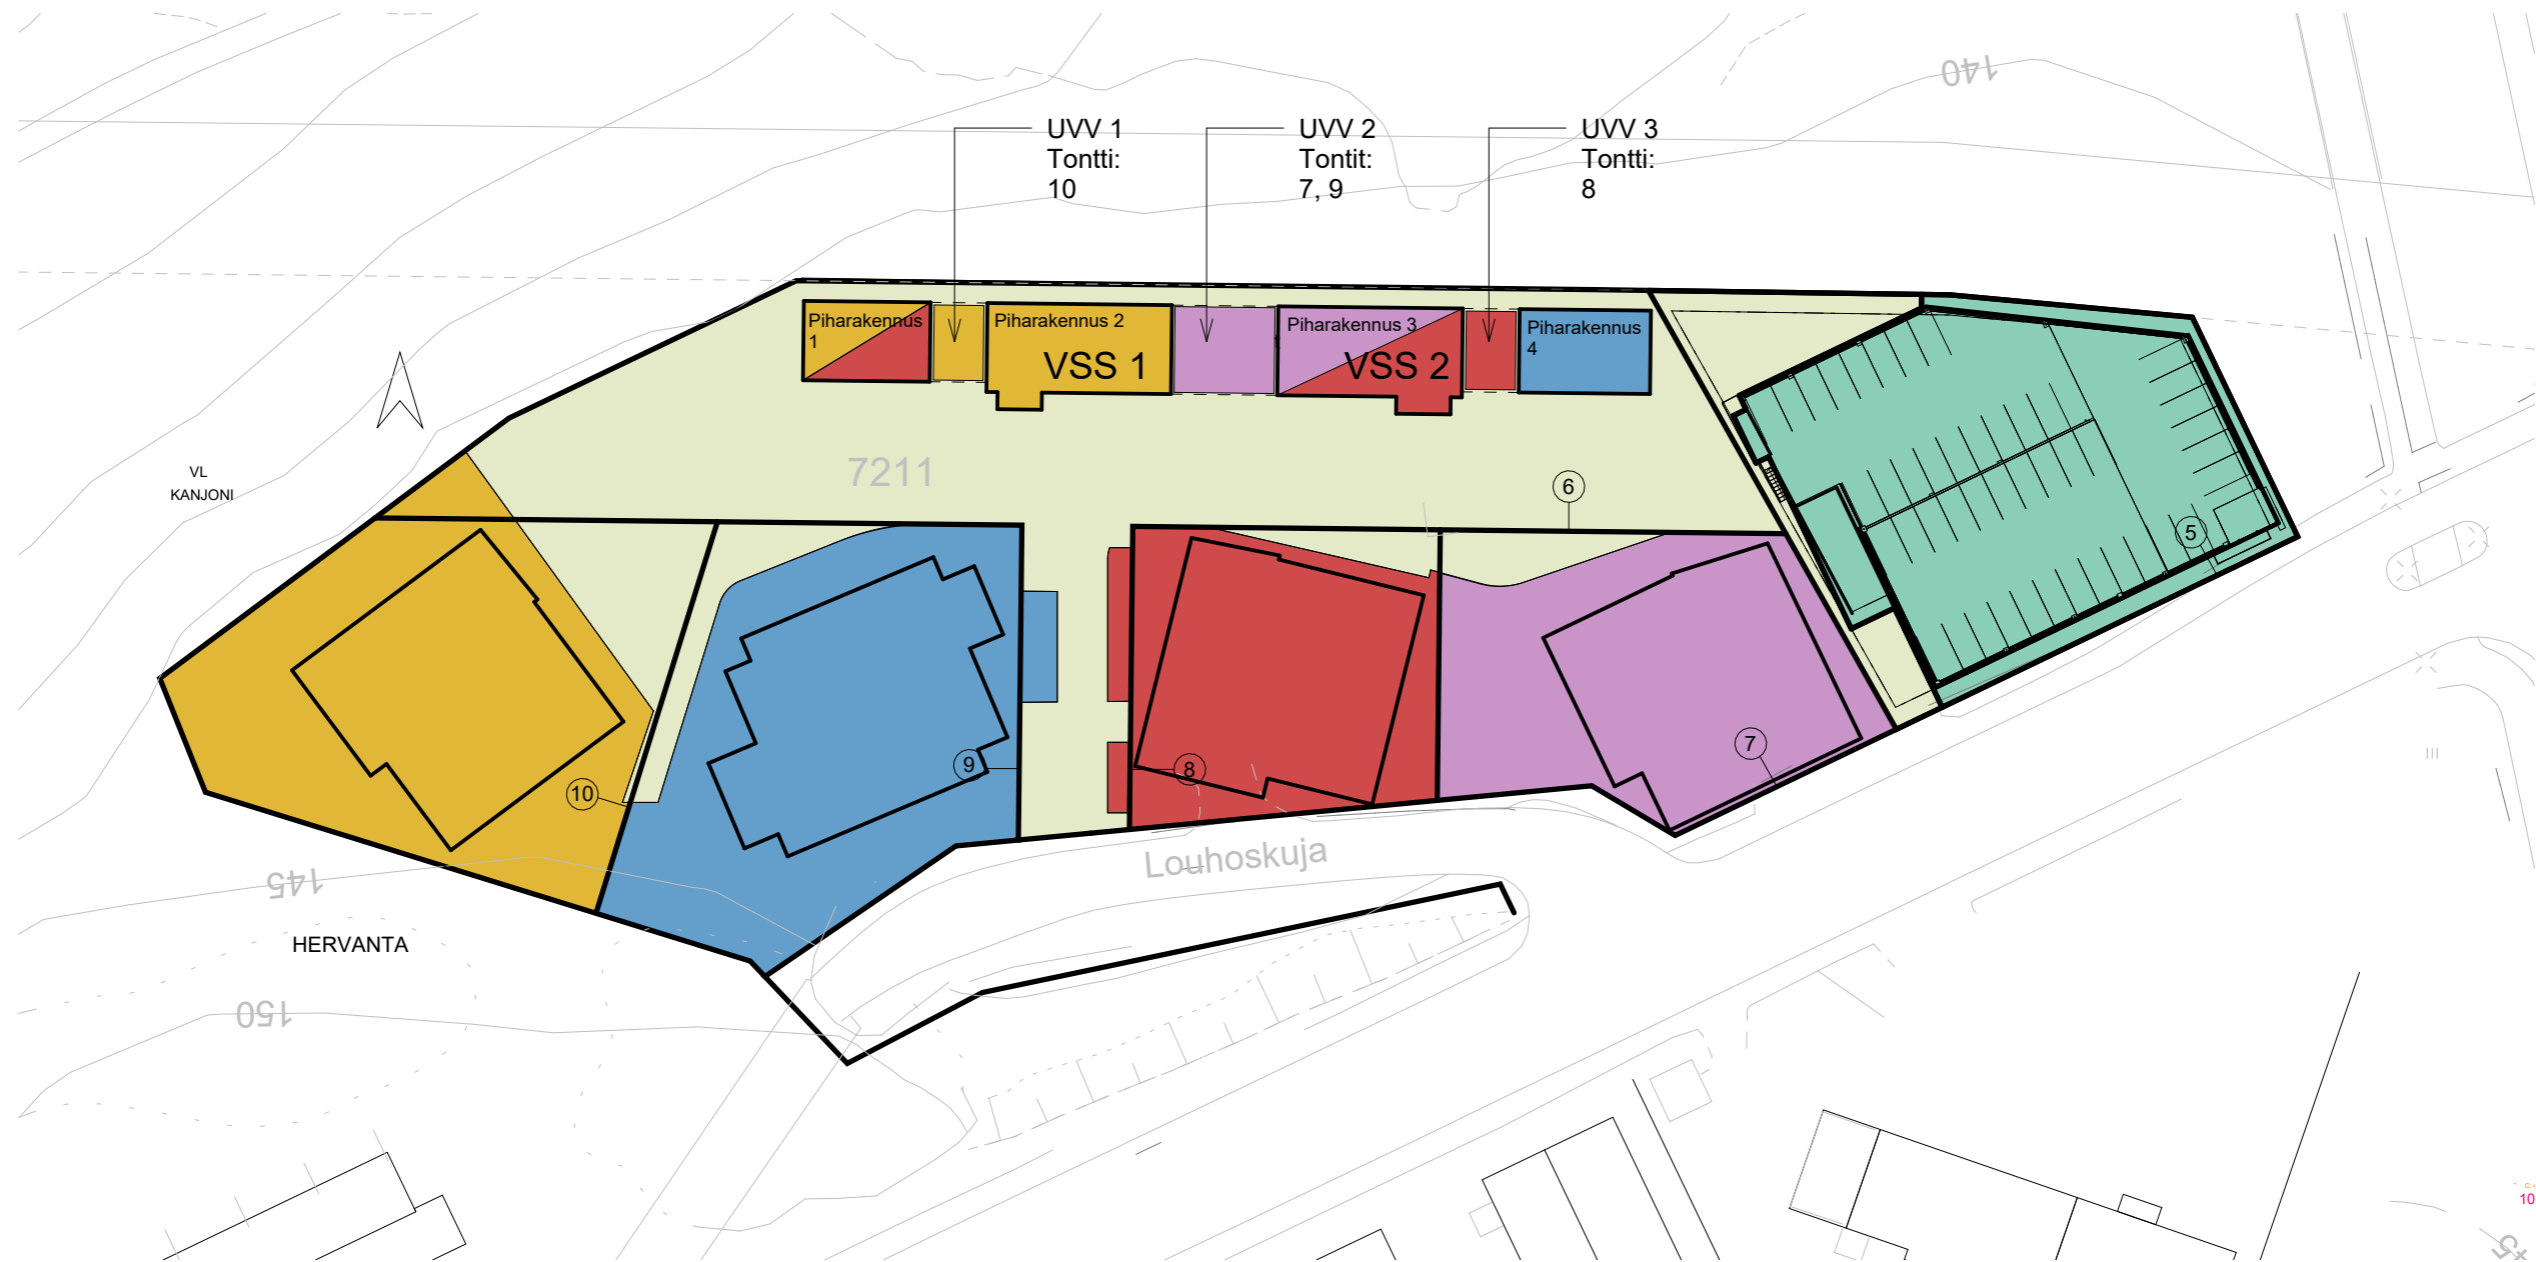 140
UVV 1
Tontti:
10
UVV 2
Tontit:
7, 9
UVV 3
Tontti:
8
Piharakennus
1
Piharakennus 2
VSS 1
Piharakennus 3
VSS 2
Piharakennus
4
VL
KANJONI
7211
6
5
10
9
8
7
Louhoskuja
145
HERVANTA
150
10